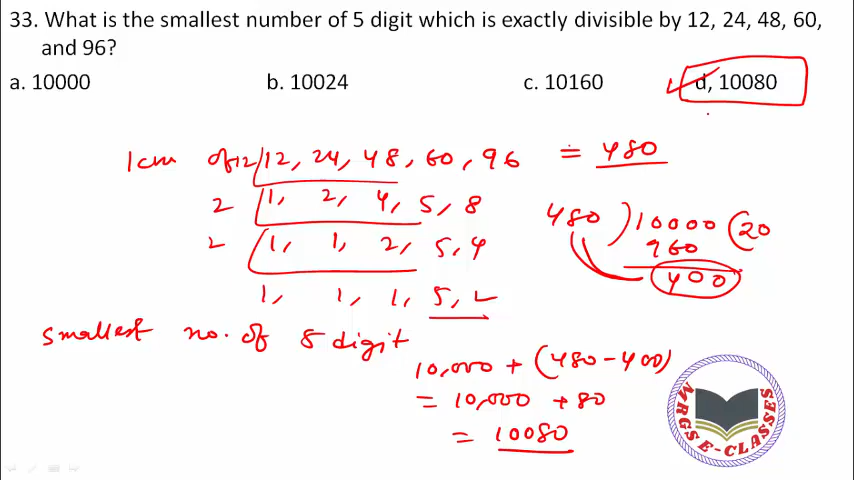 33. What is the smallest number of 5 digit which is exactly divisible by 12, 24, 48, 60,
and 96?
a. 10000 b. 10024 c. 10160 d, 10080
lcm of 12, 24, 48, 60, 96 = 480
12
2 1, 2, 4, 5, 8
2 1, 1, 2, 5, 4
1, 1, 1, 5, 2
480 ) 10000 ( 20
960
400
smallest no. of 5 digit
10,000 + (480 - 400)
= 10,000 + 80
= 10080
MRGS E-CLASSES